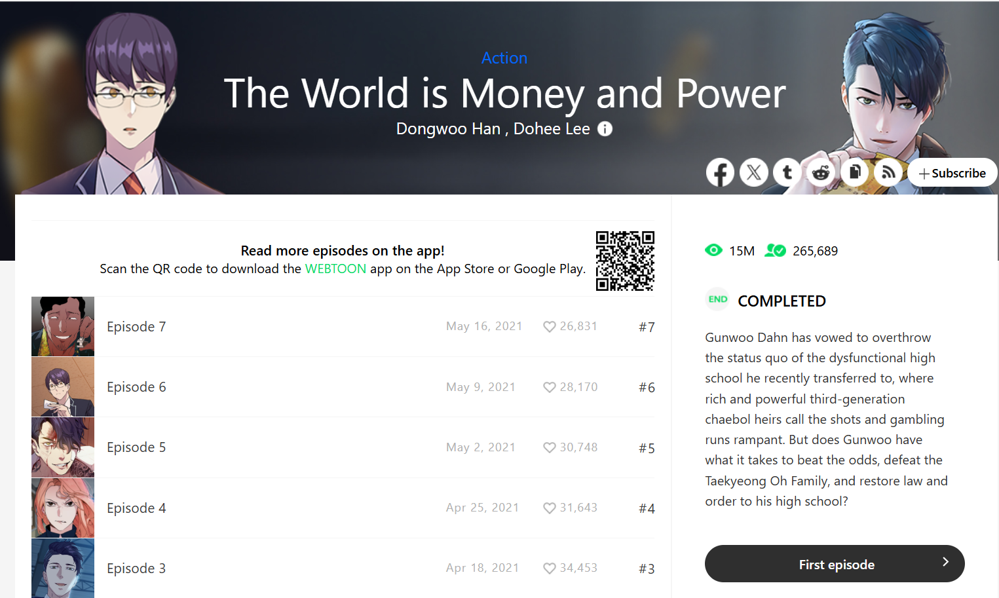 Action
The World is Money and Power
Dongwoo Han , Dohee Lee
Subscribe
Read more episodes on the app!
Scan the QR code to download the WEBTOON app on the App Store or Google Play.
Episode 7 May 16, 2021 26,831 #7
Episode 6 May 9, 2021 28,170 #6
Episode 5 May 2, 2021 30,748 #5
Episode 4 Apr 25, 2021 31,643 #4
Episode 3 Apr 18, 2021 34,453 #3
15M 265,689
END COMPLETED
Gunwoo Dahn has vowed to overthrow
the status quo of the dysfunctional high
school he recently transferred to, where
rich and powerful third-generation
chaebol heirs call the shots and gambling
runs rampant. But does Gunwoo have
what it takes to beat the odds, defeat the
Taekyeong Oh Family, and restore law and
order to his high school?
First episode